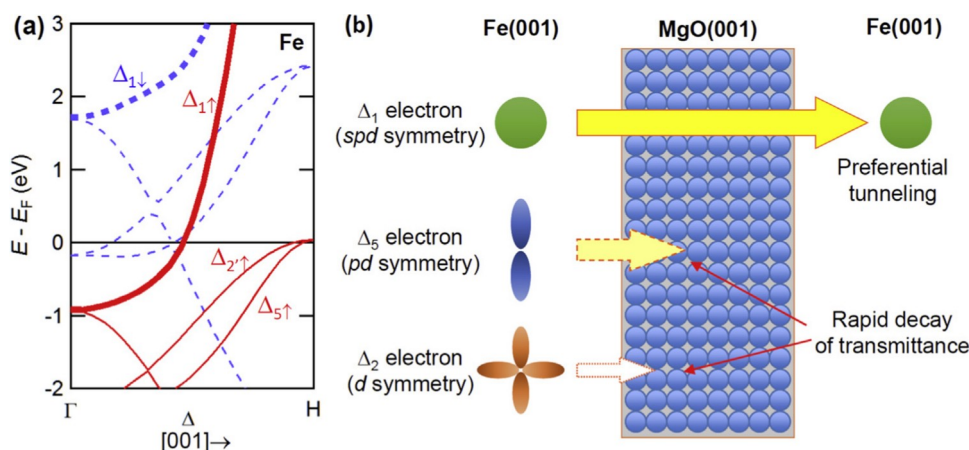 (a)
3
2
1
0
-1
-2
E - E_F (eV)
Fe
Δ₁↓
Δ₁↑
Δ₂'↑
Δ₅↑
Γ
Δ
H
[001]→
(b)
Fe(001)
MgO(001)
Fe(001)
Δ₁ electron
(spd symmetry)
Preferential
tunneling
Δ₅ electron
(pd symmetry)
Rapid decay
of transmittance
Δ₂ electron
(d symmetry)